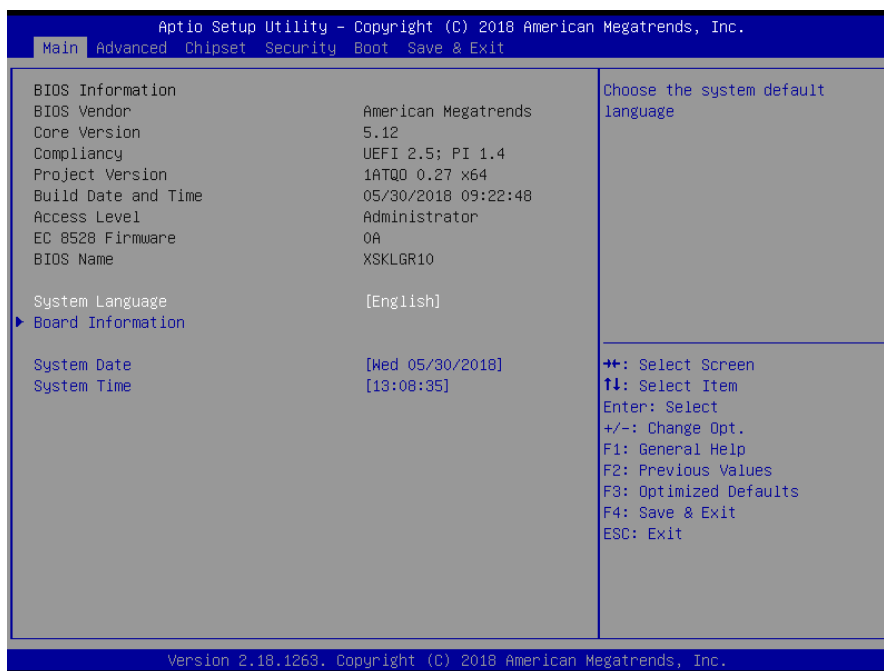 Aptio Setup Utility – Copyright (C) 2018 American Megatrends, Inc.
Main Advanced Chipset Security Boot Save & Exit
BIOS Information
BIOS Vendor American Megatrends
Core Version 5.12
Compliancy UEFI 2.5; PI 1.4
Project Version 1ATQO 0.27 x64
Build Date and Time 05/30/2018 09:22:48
Access Level Administrator
EC 8528 Firmware 0A
BIOS Name XSKLGR10
System Language [English]
Board Information
System Date [Wed 05/30/2018]
System Time [13:08:35]
Choose the system default
language
→←: Select Screen
↑↓: Select Item
Enter: Select
+/-: Change Opt.
F1: General Help
F2: Previous Values
F3: Optimized Defaults
F4: Save & Exit
ESC: Exit
Version 2.18.1263. Copyright (C) 2018 American Megatrends, Inc.